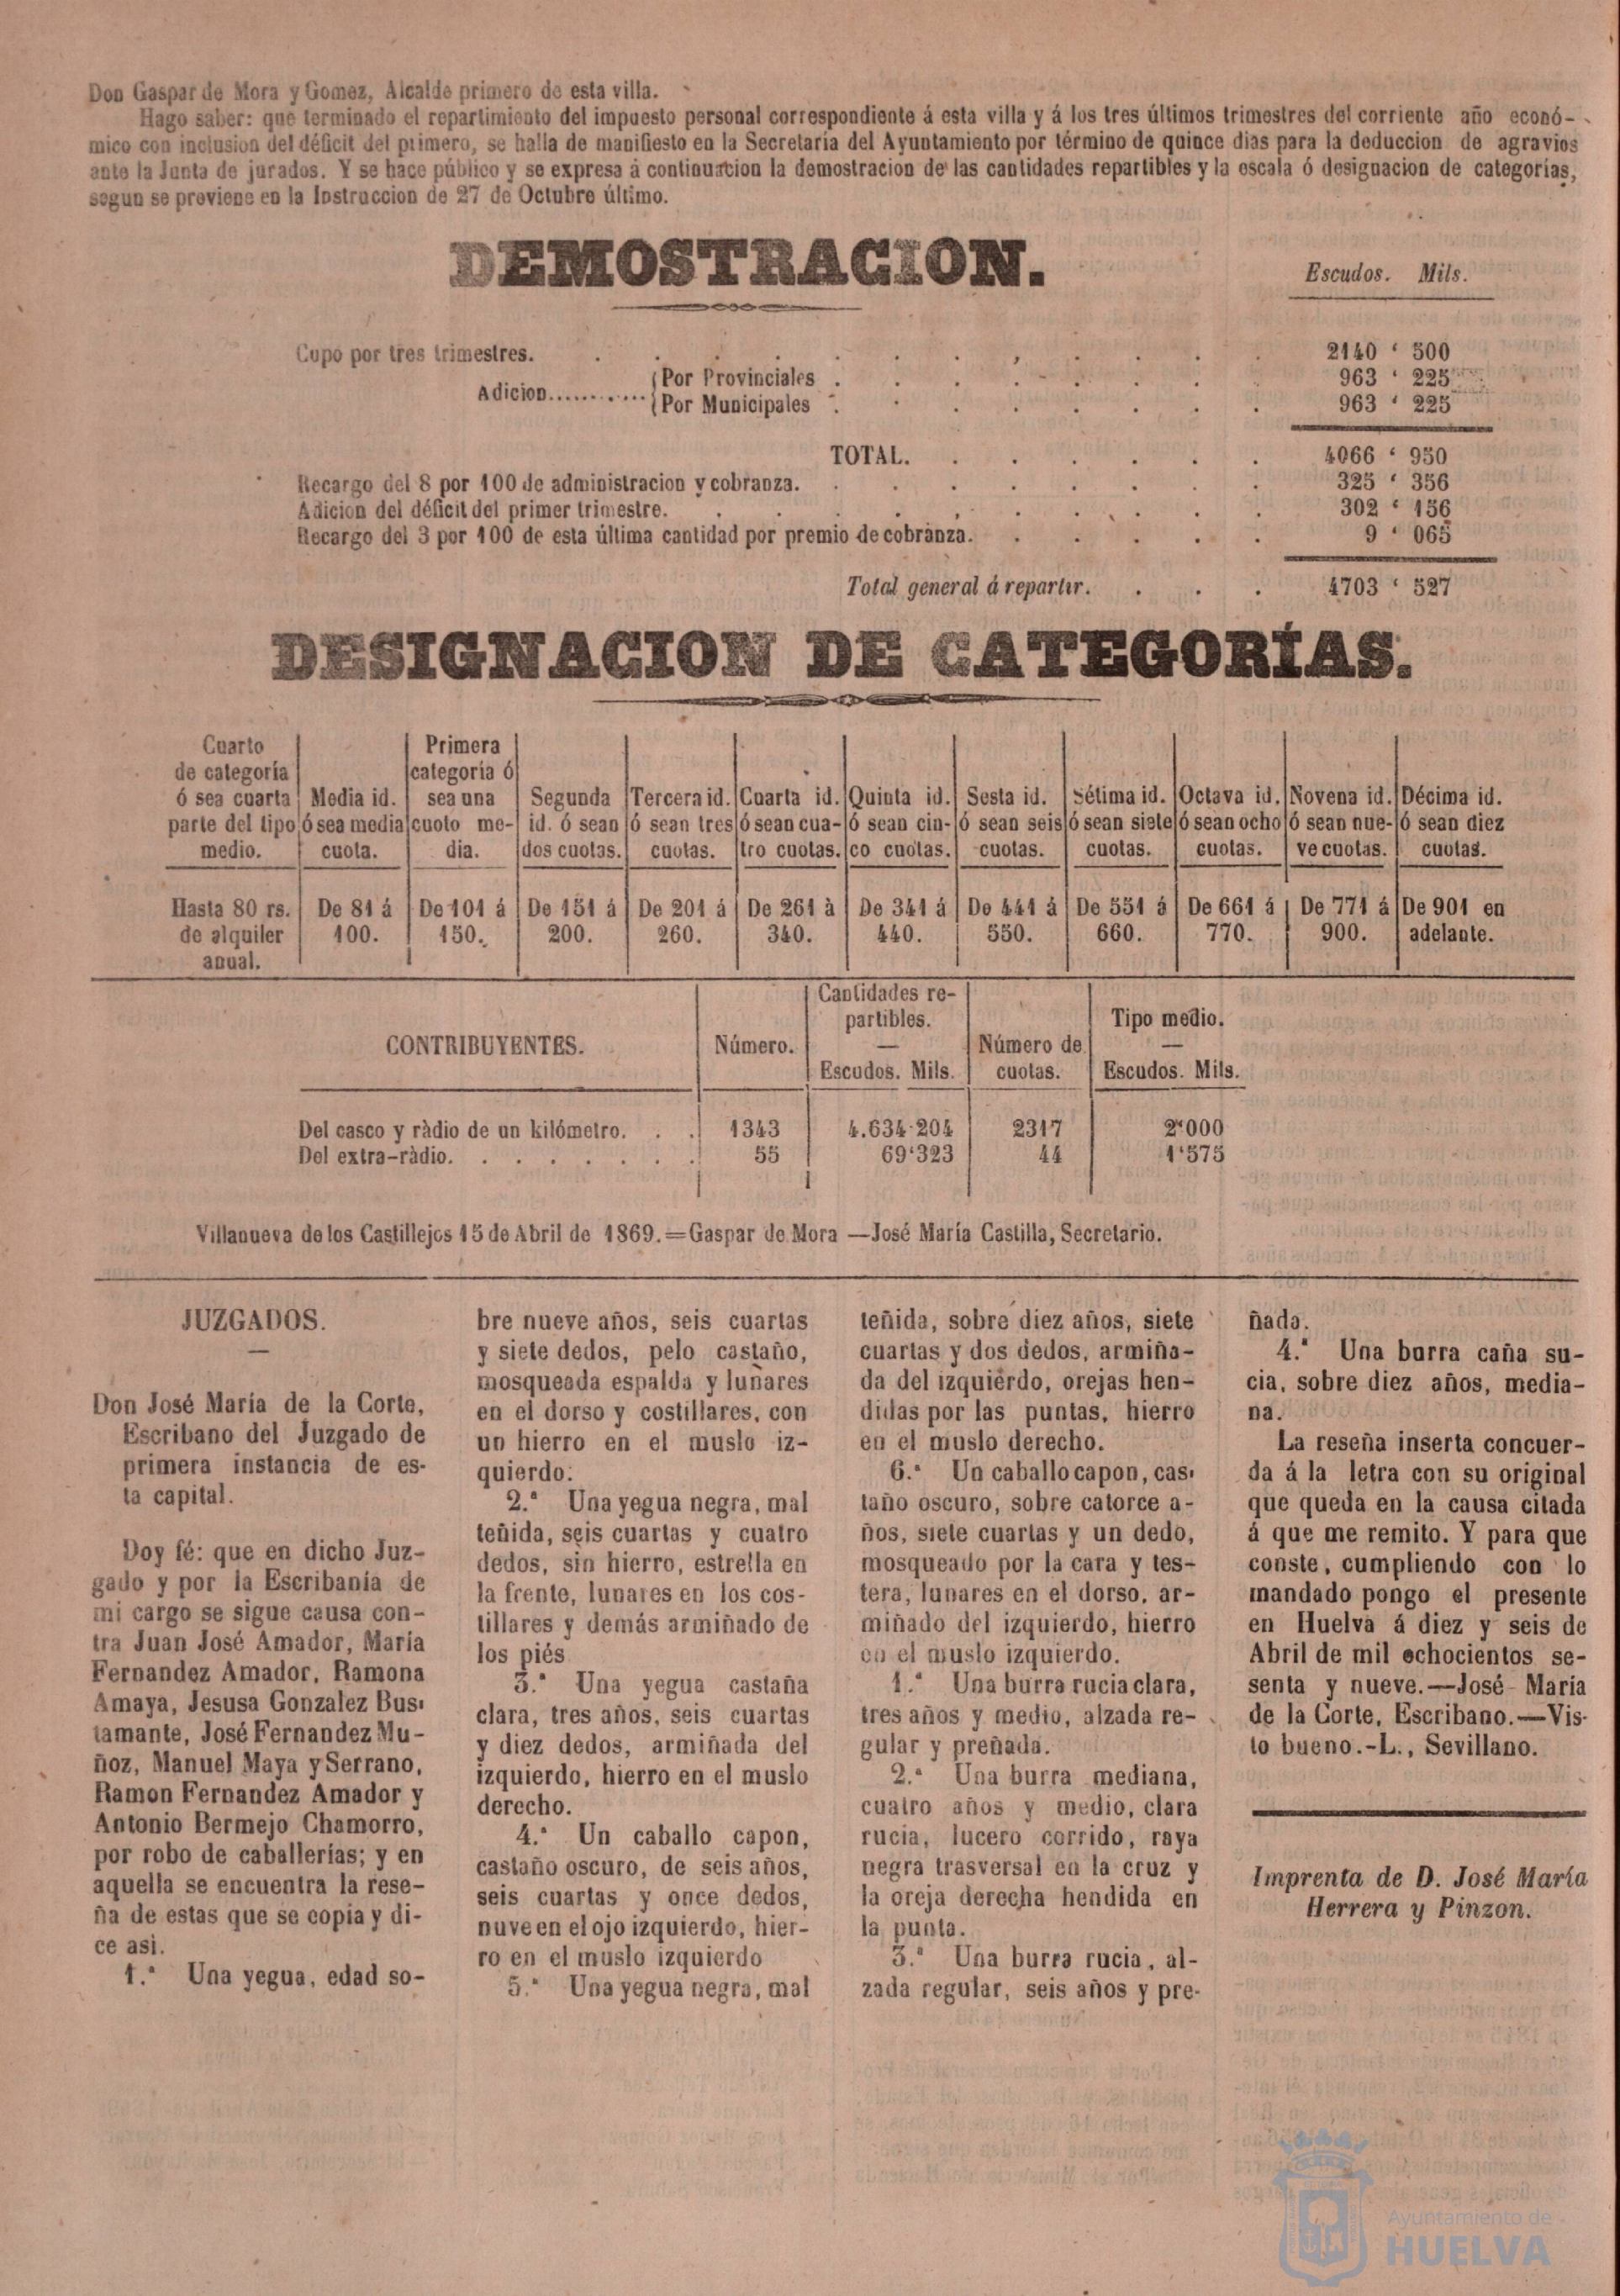 Don Gaspar de Mora y Gomez, Alcalde primero de esta villa.
Hago saber: que terminado el repartimiento del impuesto personal correspondiente á esta villa y á los tres últimos trimestres del corriente año econó-
mico con inclusion del déficit del primero, se halla de manifiesto en la Secretaría del Ayuntamiento por término de quince dias para la deduccion de agravios
ante la Junta de jurados. Y se hace público y se expresa á continuacion la demostracion de las cantidades repartibles y la escala ó designacion de categorías,
segun se previene en la Instruccion de 27 de Octubre último.
DEMOSTRACION.
Escudos. Mils.
Cupo por tres trimestres. 2140 ‘ 500
Adicion........... Por Provinciales . 963 ‘ 225
Por Municipales . 963 ‘ 225
TOTAL. 4066 ‘ 950
Recargo del 8 por 100 de administracion y cobranza. 325 ‘ 356
Adicion del déficit del primer trimestre. 302 ‘ 156
Recargo del 3 por 100 de esta última cantidad por premio de cobranza. 9 ‘ 065
Total general á repartir. 4703 ‘ 527
DESIGNACION DE CATEGORÍAS.
Cuarto
de categoría
ó sea cuarta
parte del tipo
medio.
Media id.
ó sea media
cuota.
Primera
categoría ó
sea una
cuoto me-
dia.
Segunda
id. ó sean
dos cuotas.
Tercera id.
ó sean tres
cuotas.
Cuarta id.
ó sean cua-
tro cuotas.
Quinta id.
ó sean cin-
co cuotas.
Sesta id.
ó sean seis
cuotas.
Sétima id.
ó sean siete
cuotas.
Octava id.
ó sean ocho
cuotas.
Novena id.
ó sean nue-
ve cuotas.
Décima id.
ó sean diez
cuotas.
Hasta 80 rs.
de alquiler
anual.
De 81 á
100.
De 101 á
150.
De 151 á
200.
De 201 á
260.
De 261 à
340.
De 341 á
440.
De 441 á
550.
De 551 á
660.
De 661 á
770.
De 771 á
900.
De 901 en
adelante.
CONTRIBUYENTES.
Número.
Cantidades re-
partibles.
—
Escudos. Mils.
Número de
cuotas.
Tipo medio.
—
Escudos. Mils.
Del casco y ràdio de un kilómetro. . . 1343 4.634‘204 2317 2‘000
Del extra-ràdio. . . . . . . . 55 69‘323 44 1‘575
Villanueva de los Castillejos 15 de Abril de 1869.=Gaspar de Mora —José María Castilla, Secretario.
JUZGADOS.
—
Don José María de la Corte,
Escribano del Juzgado de
primera instancia de es-
ta capital.
Doy fé: que en dicho Juz-
gado y por la Escribanía de
mi cargo se sigue causa con-
tra Juan José Amador, María
Fernandez Amador, Ramona
Amaya, Jesusa Gonzalez Bus-
tamante, José Fernandez Mu-
ñoz, Manuel Maya y Serrano,
Ramon Fernandez Amador y
Antonio Bermejo Chamorro,
por robo de caballerías; y en
aquella se encuentra la rese-
ña de estas que se copia y di-
ce asi.
1.ª Una yegua, edad so-
bre nueve años, seis cuartas
y siete dedos, pelo castaño,
mosqueada espalda y lunares
en el dorso y costillares, con
un hierro en el muslo iz-
quierdo.
2.ª Una yegua negra, mal
teñida, seis cuartas y cuatro
dedos, sin hierro, estrella en
la frente, lunares en los cos-
tillares y demás armiñado de
los piés
3.ª Una yegua castaña
clara, tres años, seis cuartas
y diez dedos, armiñada del
izquierdo, hierro en el muslo
derecho.
4.ª Un caballo capon,
castaño oscuro, de seis años,
seis cuartas y once dedos,
nuve en el ojo izquierdo, hier-
ro en el muslo izquierdo
5.ª Una yegua negra, mal
teñida, sobre diez años, siete
cuartas y dos dedos, armiña-
da del izquiérdo, orejas hen-
didas por las puntas, hierro
en el muslo derecho.
6.ª Un caballo capon, cas-
taño oscuro, sobre catorce a-
ños, siete cuartas y un dedo,
mosqueado por la cara y tes-
tera, lunares en el dorso, ar-
miñado del izquierdo, hierro
en el muslo izquierdo.
1.ª Una burra rucia clara,
tres años y medio, alzada re-
gular y preñada.
2.ª Una burra mediana,
cuatro años y medio, clara
rucia, lucero corrido, raya
negra trasversal en la cruz y
la oreja derecha hendida en
la punta.
3.ª Una burra rucia, al-
zada regular, seis años y pre-
ñada.
4.ª Una burra caña su-
cia, sobre diez años, media-
na.
La reseña inserta concuer-
da á la letra con su original
que queda en la causa citada
á que me remito. Y para que
conste, cumpliendo con lo
mandado pongo el presente
en Huelva á diez y seis de
Abril de mil ochocientos se-
senta y nueve.—José María
de la Corte, Escribano.—Vis-
to bueno.-L., Sevillano.
Imprenta de D. José María
Herrera y Pinzon.
Ayuntamiento de
HUELVA